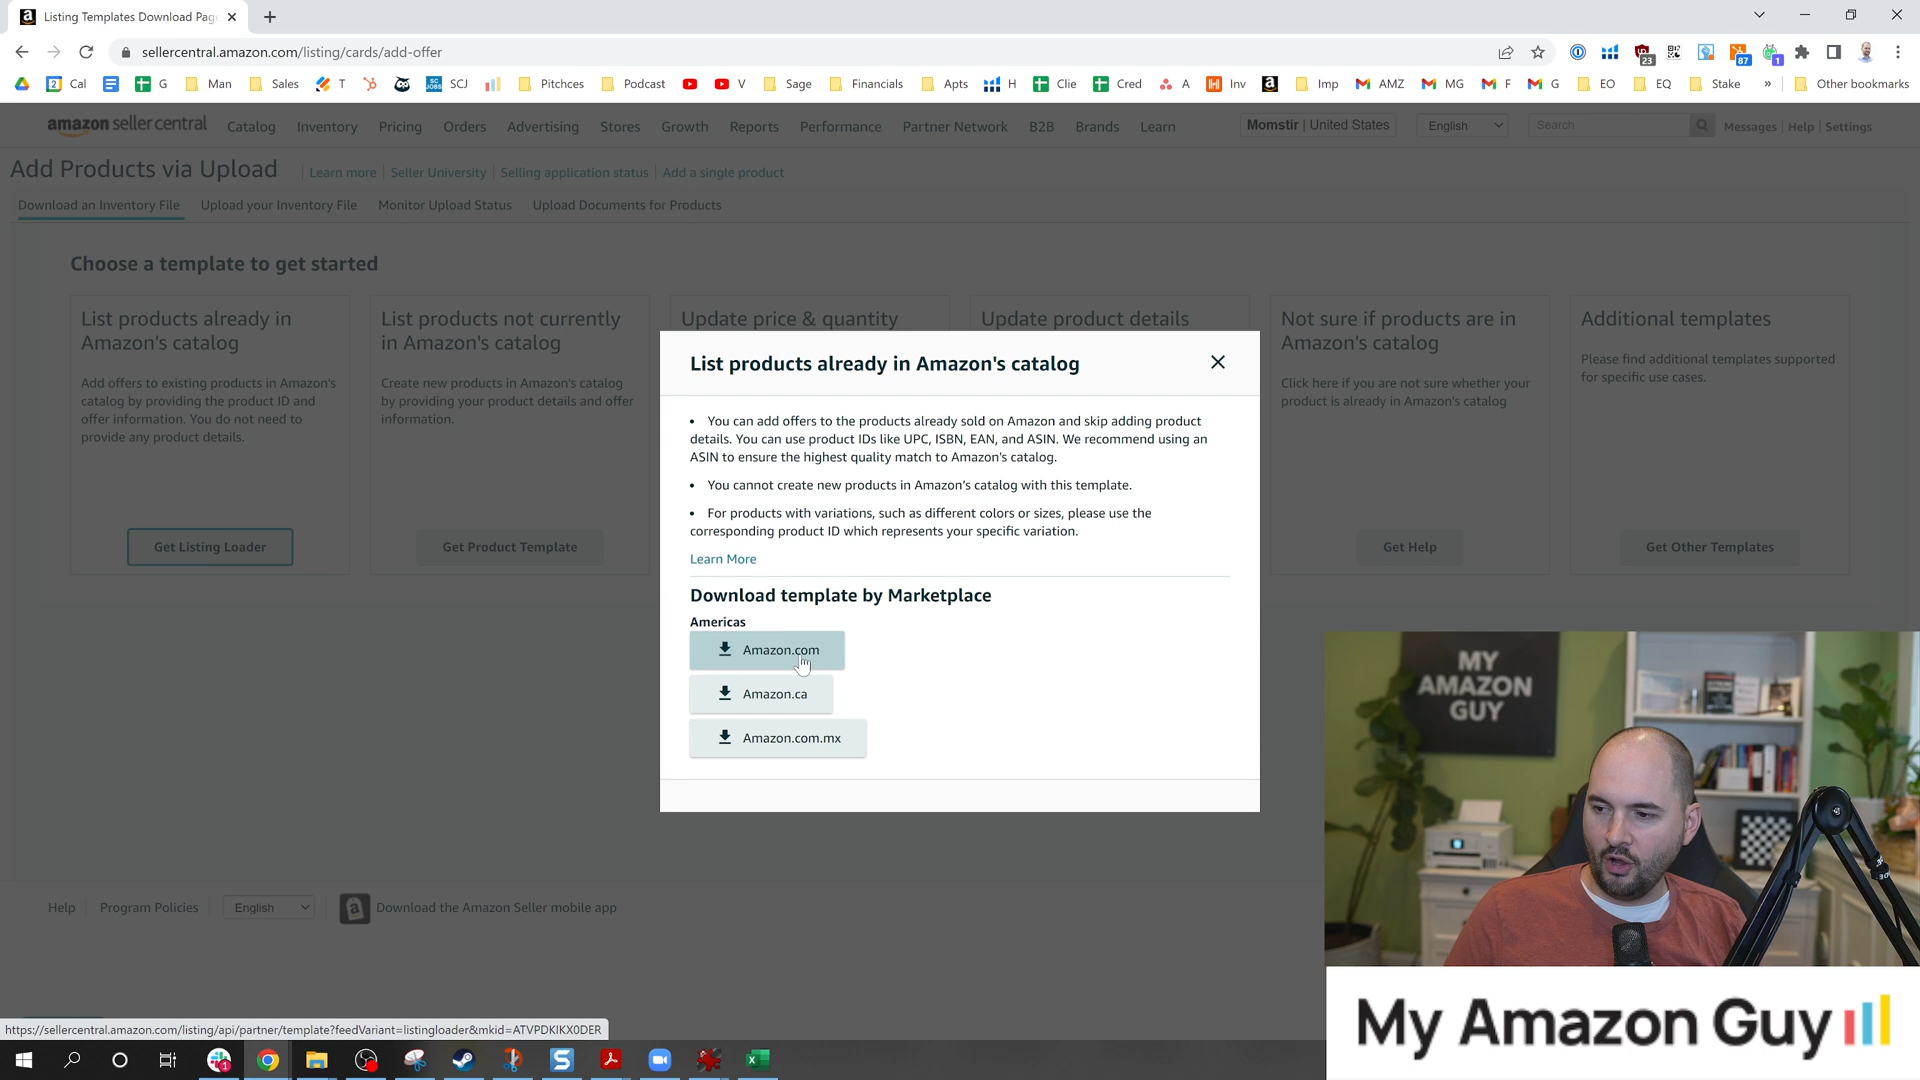 Listing Templates Download Pag
sellercentral.amazon.com/listing/cards/add-offer
23
87
1
2 Cal
G
Man
Sales
T
SC JOBS SCJ
Pitchces
Podcast
V
Sage
Financials
Apts
H
Clie
Cred
A
Inv
Imp
AMZ
MG
F
G
EO
EQ
Stake
»
Other bookmarks
amazon seller central
Catalog
Inventory
Pricing
Orders
Advertising
Stores
Growth
Reports
Performance
Partner Network
B2B
Brands
Learn
Momstir | United States
English
Search
Messages | Help | Settings
Add Products via Upload
Learn more | Seller University | Selling application status | Add a single product
Download an Inventory File
Upload your Inventory File
Monitor Upload Status
Upload Documents for Products
Choose a template to get started
List products already in
Amazon's catalog
Add offers to existing products in Amazon's
catalog by providing the product ID and
offer information. You do not need to
provide any product details.
Get Listing Loader
List products not currently
in Amazon's catalog
Create new products in Amazon's catalog
by providing your product details and offer
information.
Get Product Template
Update price & quantity
Update product details
Not sure if products are in
Amazon's catalog
Click here if you are not sure whether your
product is already in Amazon's catalog
Get Help
Additional templates
Please find additional templates supported
for specific use cases.
Get Other Templates
List products already in Amazon's catalog
• You can add offers to the products already sold on Amazon and skip adding product
details. You can use product IDs like UPC, ISBN, EAN, and ASIN. We recommend using an
ASIN to ensure the highest quality match to Amazon's catalog.
• You cannot create new products in Amazon's catalog with this template.
• For products with variations, such as different colors or sizes, please use the
corresponding product ID which represents your specific variation.
Learn More
Download template by Marketplace
Americas
Amazon.com
Amazon.ca
Amazon.com.mx
MY
AMAZON
GUY
Help
Program Policies
English
Download the Amazon Seller mobile app
https://sellercentral.amazon.com/listing/api/partner/template?feedVariant=listingloader&mkid=ATVPDKIKX0DER
My Amazon Guy